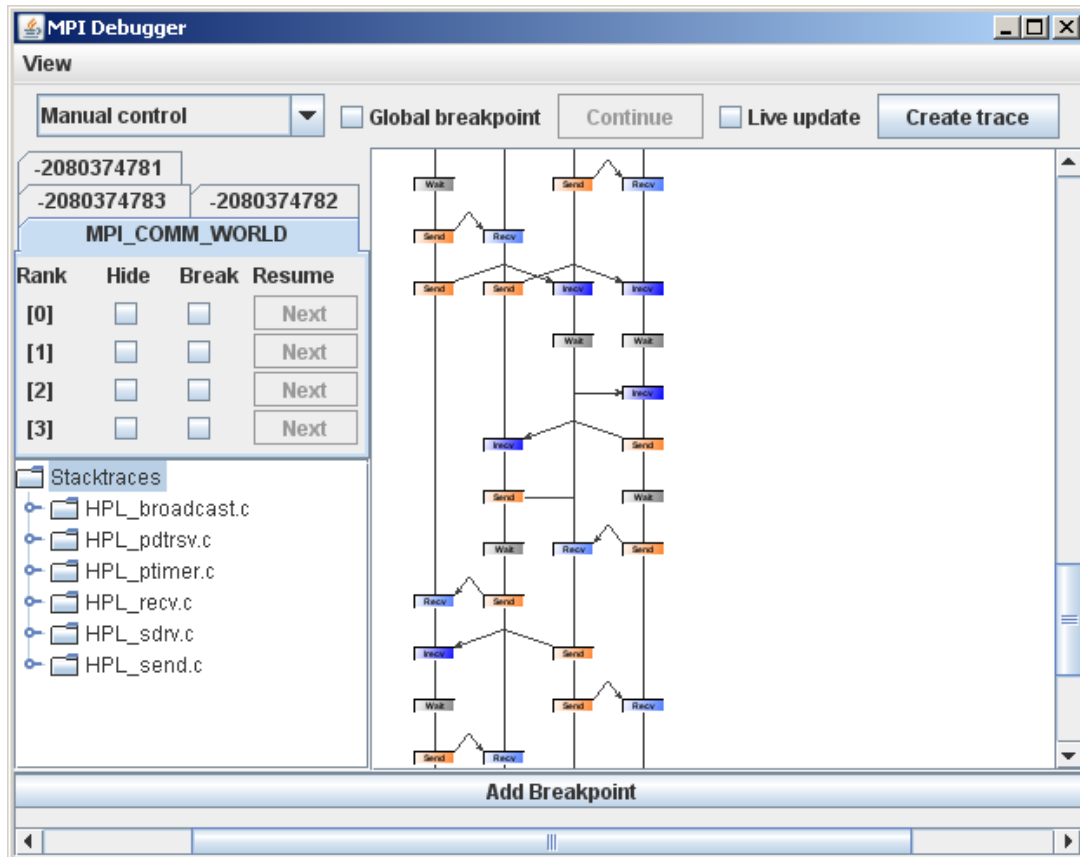 MPI Debugger
View
Manual control Global breakpoint Continue Live update Create trace
-2080374781
-2080374783 -2080374782
MPI_COMM_WORLD
Rank Hide Break Resume
[0] Next
[1] Next
[2] Next
[3] Next
Stacktraces
HPL_broadcast.c
HPL_pdtrsv.c
HPL_ptimer.c
HPL_recv.c
HPL_sdrv.c
HPL_send.c
Wait Send Recv
Send Recv
Send Send Irecv Irecv
Wait Wait
Irecv
Irecv Send
Send Wait
Wait Recv Send
Recv Send
Irecv Send
Wait Send Recv
Send Recv
Add Breakpoint